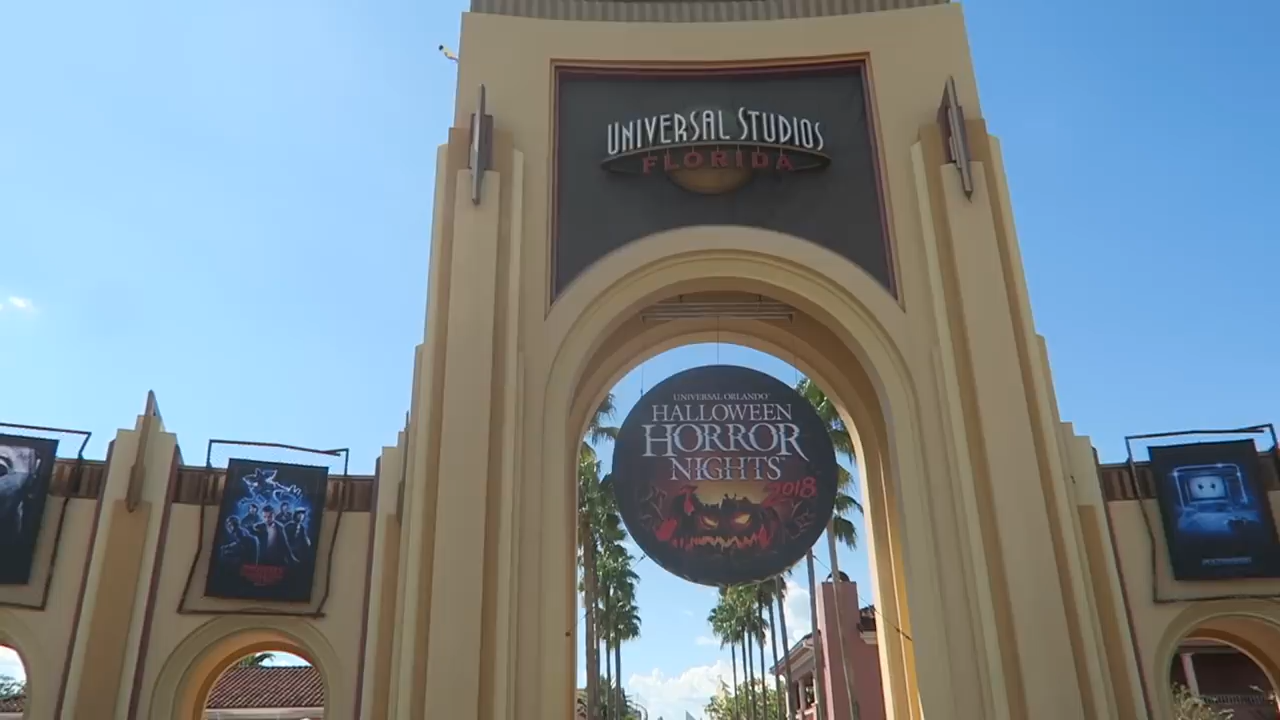 UNIVERSAL STUDIOS
FLORIDA
UNIVERSAL ORLANDO
HALLOWEEN
HORROR
NIGHTS
2018